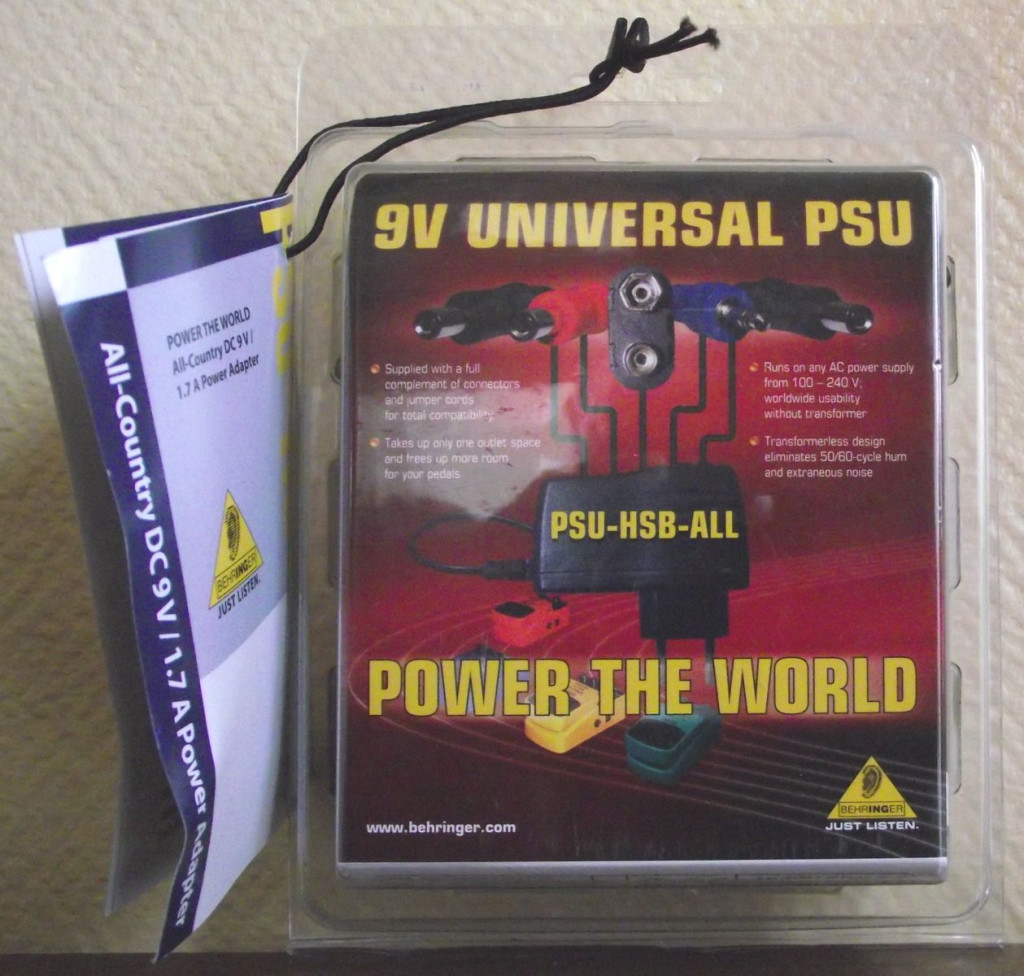 9V UNIVERSAL PSU
Supplied with a full
complement of connectors
and jumper cords
for total compatibility
Takes up only one outlet space
and frees up more room
for your pedals
Runs on any AC power supply
from 100 – 240 V;
worldwide usability
without transformer
Transformerless design
eliminates 50/60-cycle hum
and extraneous noise
PSU-HSB-ALL
POWER THE WORLD
www.behringer.com
BEHRINGER
JUST LISTEN.
POWER THE WORLD
All-Country DC 9 V /
1.7 A Power Adapter
BEHRINGER
JUST LISTEN.
All-Country DC 9 V / 1.7 A Power Adapter